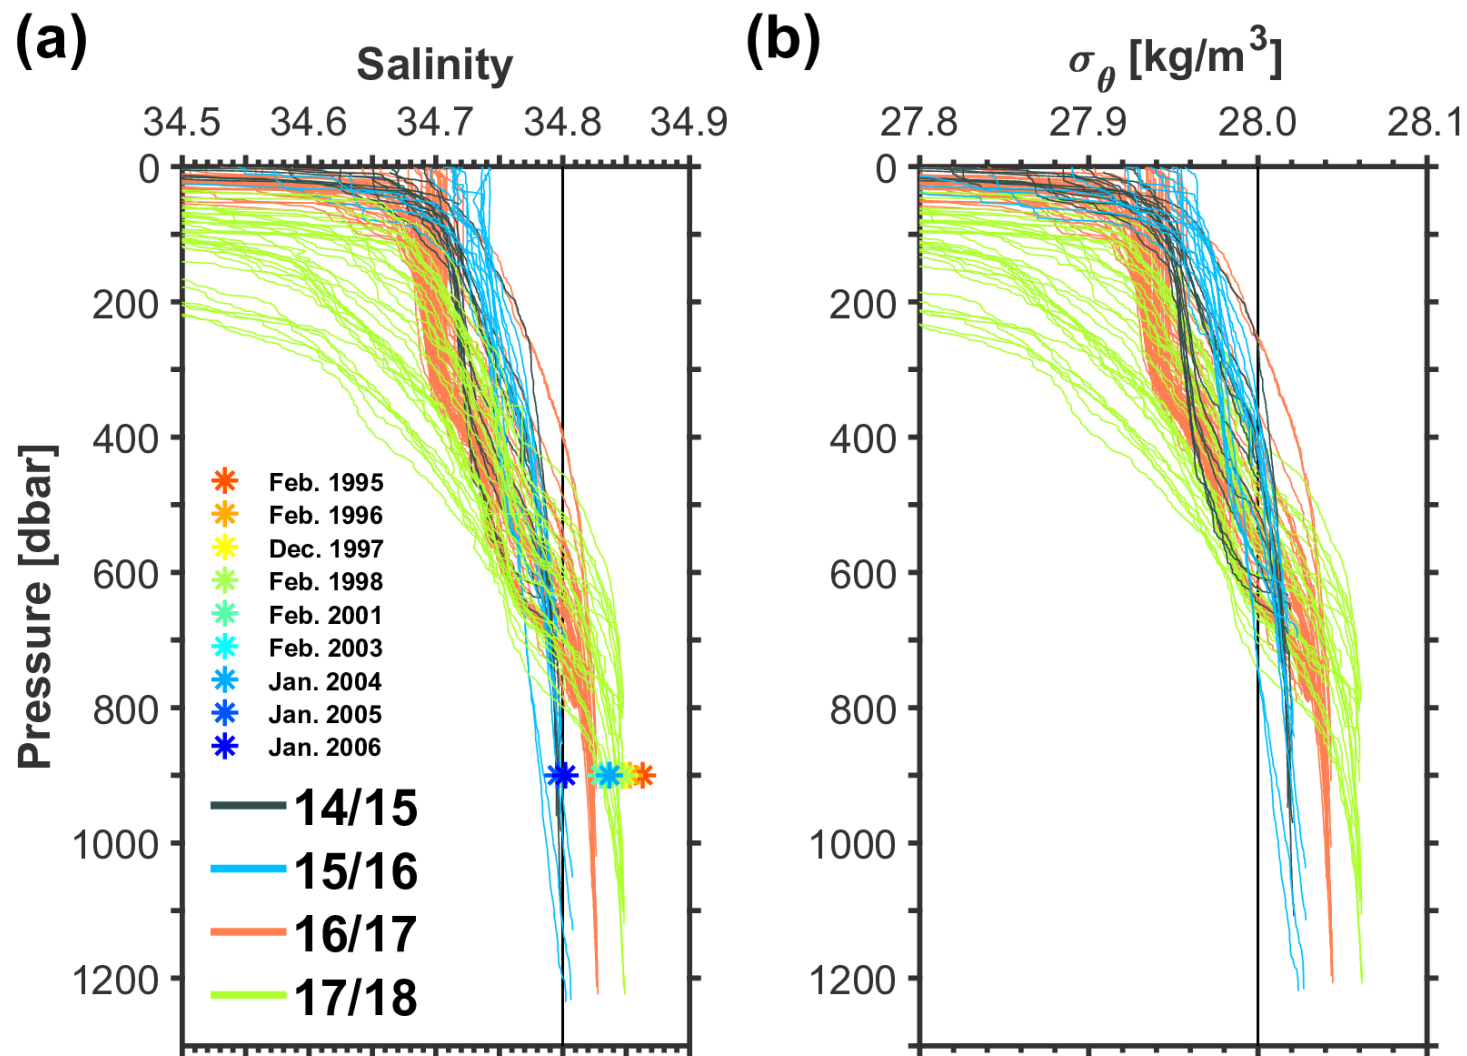 (a)
Salinity
34.5 34.6 34.7 34.8 34.9
0
200
400
600
800
1000
1200
Pressure [dbar]
Feb. 1995
Feb. 1996
Dec. 1997
Feb. 1998
Feb. 2001
Feb. 2003
Jan. 2004
Jan. 2005
Jan. 2006
14/15
15/16
16/17
17/18
(b)
σθ [kg/m³]
27.8 27.9 28.0 28.1
0
200
400
600
800
1000
1200